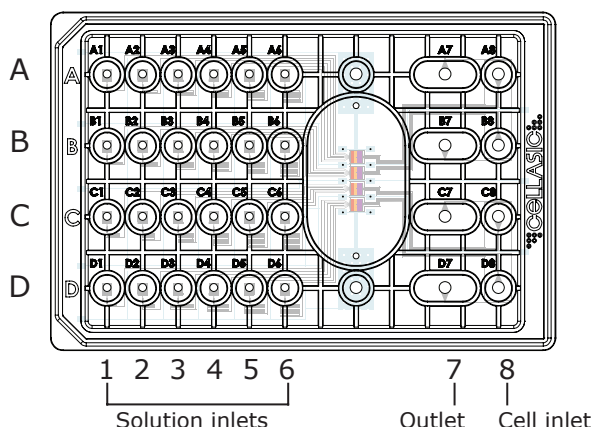 A1 A2 A3 A4 A5 A6 A7 A8
A A
B1 B2 B3 B4 B5 B6 B7 B8
B B
CELLASIC
C1 C2 C3 C4 C5 C6 C7 C8
C C
D1 D2 D3 D4 D5 D6 D7 D8
D D
1 2 3 4 5 6 7 8
Solution inlets Outlet Cell inlet